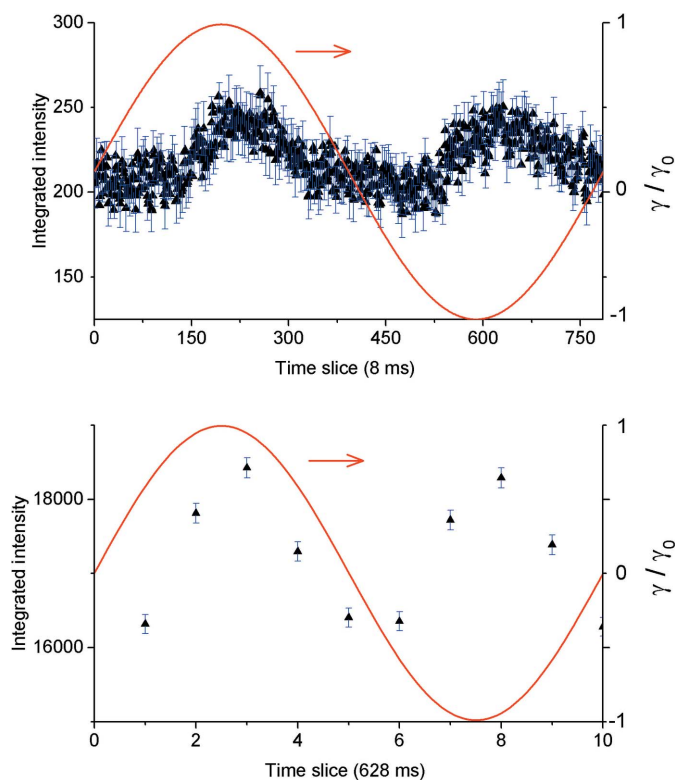 300
250
200
150
Integrated intensity
1
0
-1
γ / γ0
0 150 300 450 600 750
Time slice (8 ms)
18000
16000
Integrated intensity
1
0
-1
γ / γ0
0 2 4 6 8 10
Time slice (628 ms)